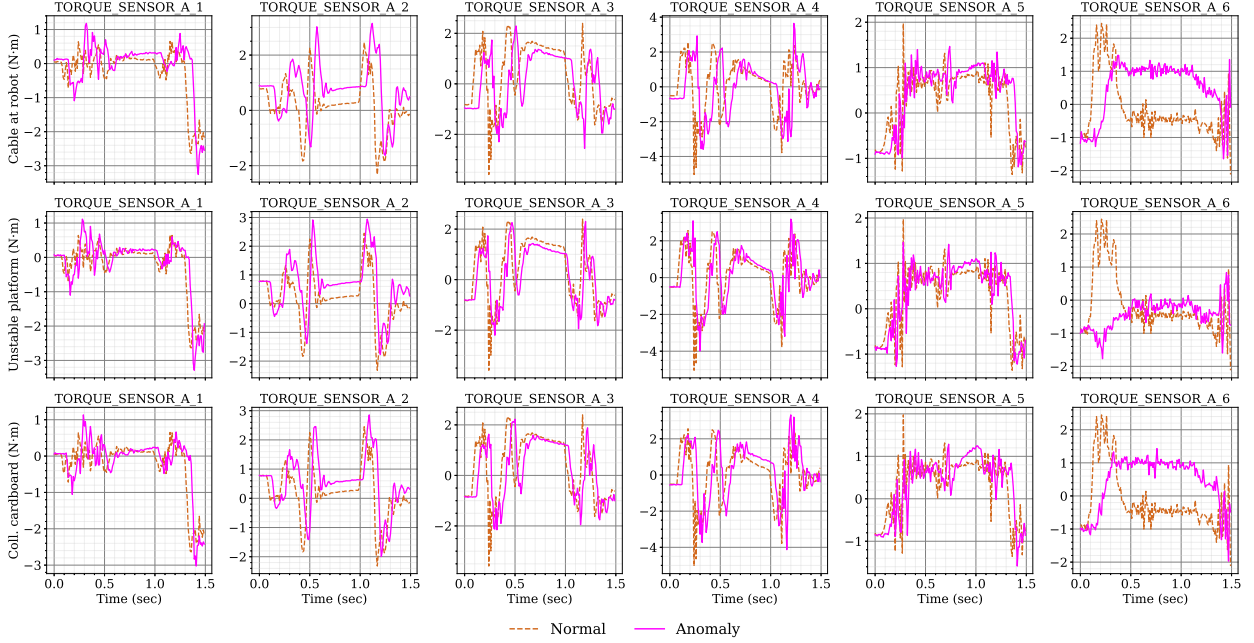 TORQUE_SENSOR_A_1 TORQUE_SENSOR_A_2 TORQUE_SENSOR_A_3 TORQUE_SENSOR_A_4 TORQUE_SENSOR_A_5 TORQUE_SENSOR_A_6
Cable at robot (N·m)
1 0 −1 −2 −3
2 0 −2
2 0 −2
4 2 0 −2 −4
2 1 0 −1
2 1 0 −1 −2
TORQUE_SENSOR_A_1 TORQUE_SENSOR_A_2 TORQUE_SENSOR_A_3 TORQUE_SENSOR_A_4 TORQUE_SENSOR_A_5 TORQUE_SENSOR_A_6
Unstable platform (N·m)
1 0 −1 −2 −3
3 2 1 0 −1 −2
2 0 −2
2 0 −2 −4
2 1 0 −1
2 1 0 −1 −2
TORQUE_SENSOR_A_1 TORQUE_SENSOR_A_2 TORQUE_SENSOR_A_3 TORQUE_SENSOR_A_4 TORQUE_SENSOR_A_5 TORQUE_SENSOR_A_6
Coll. cardboard (N·m)
1 0 −1 −2 −3
3 2 1 0 −1 −2
2 0 −2
2 0 −2 −4
2 1 0 −1
2 1 0 −1 −2
0.0 0.5 1.0 1.5 0.0 0.5 1.0 1.5 0.0 0.5 1.0 1.5 0.0 0.5 1.0 1.5 0.0 0.5 1.0 1.5 0.0 0.5 1.0 1.5
Time (sec) Time (sec) Time (sec) Time (sec) Time (sec) Time (sec)
Normal Anomaly